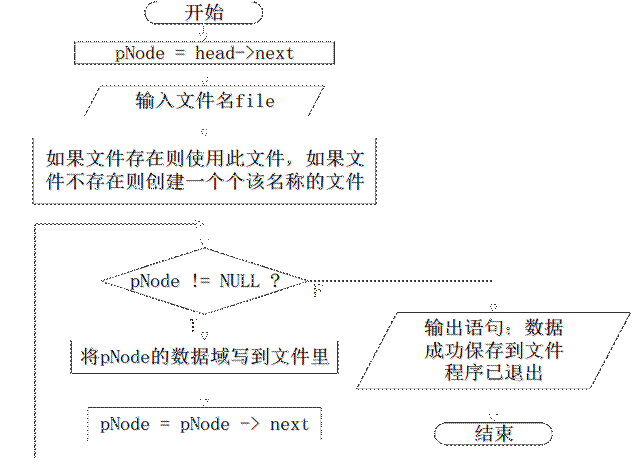 开始
pNode = head->next
输入文件名file
如果文件存在则使用此文件，如果文
件不存在则创建一个个该名称的文件
pNode != NULL ?
T
F
将pNode的数据域写到文件里
输出语句：数据
成功保存到文件
程序已退出
pNode = pNode -> next
结束